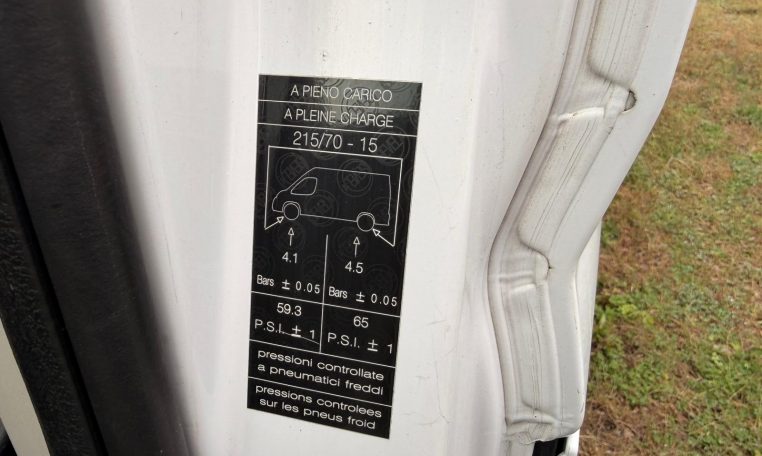 A PIENO CARICO
A PLEINE CHARGE
215/70 - 15
4.1 4.5
Bars ± 0.05 Bars ± 0.05
59.3 65
P.S.I. ± 1 P.S.I. ± 1
pressioni controllate
a pneumatici freddi
pressions controlees
sur les pneus froid